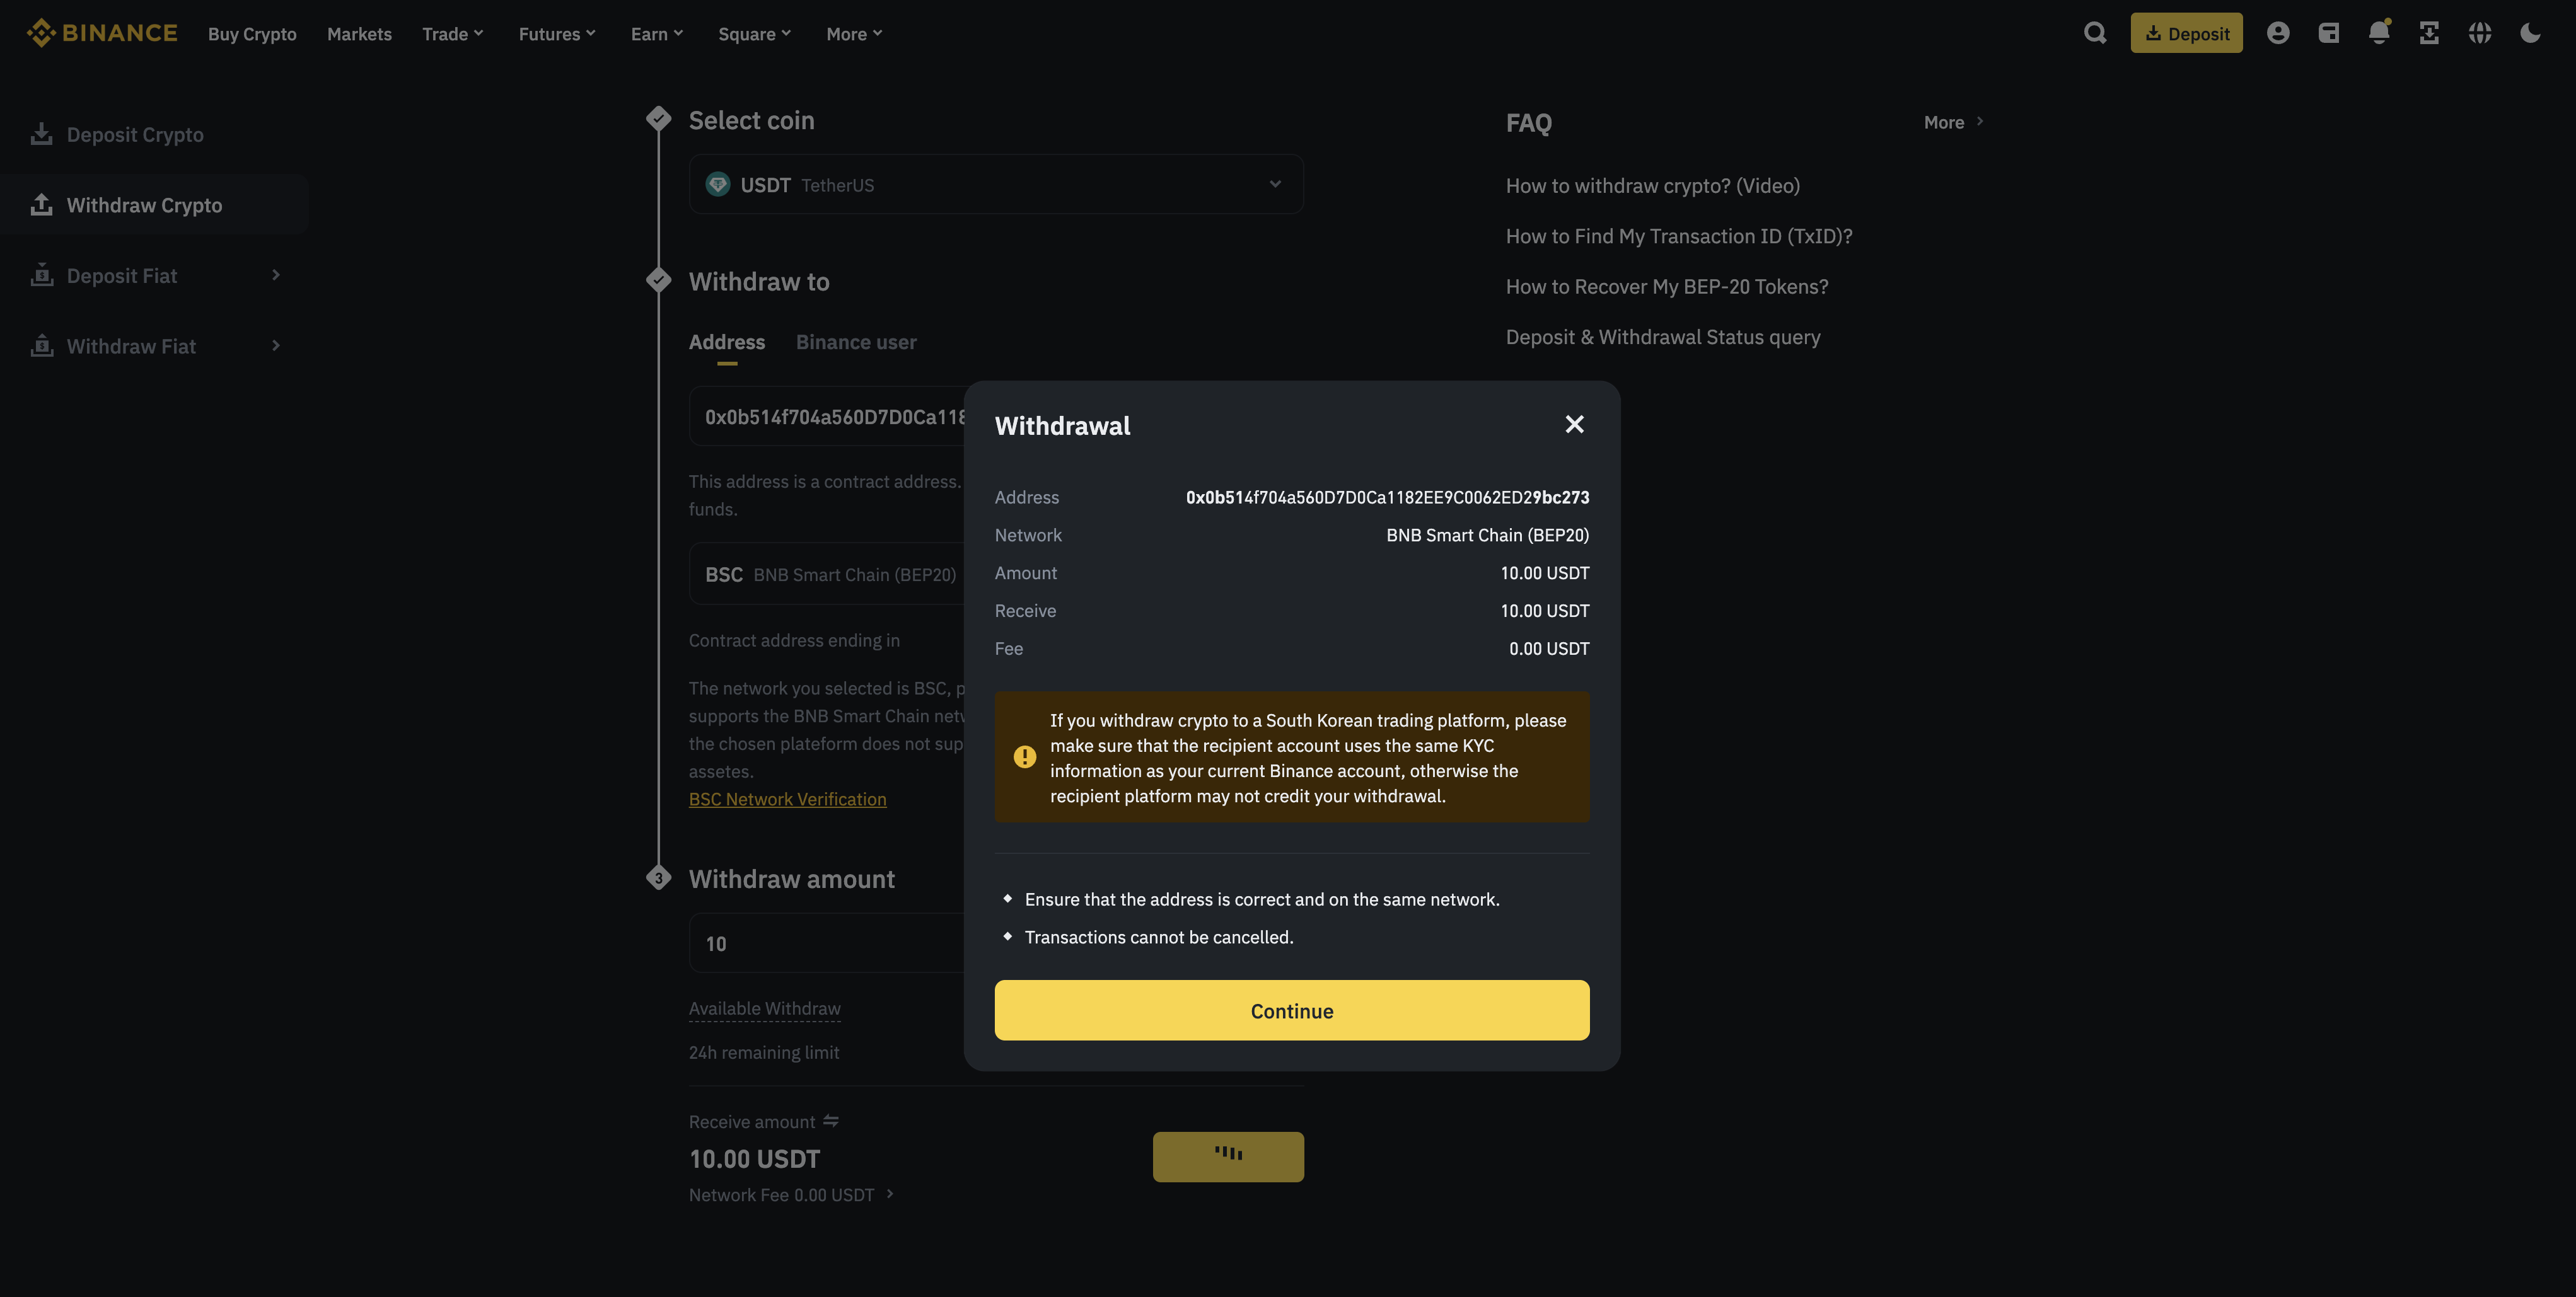 BINANCE
Buy Crypto
Markets
Trade
Futures
Earn
Square
More
Deposit
Deposit Crypto
Withdraw Crypto
Deposit Fiat
Withdraw Fiat
Select coin
USDT TetherUS
Withdraw to
Address
Binance user
0x0b514f704a560D7D0Ca118
This address is a contract address.
funds.
BSC BNB Smart Chain (BEP20)
Contract address ending in
The network you selected is BSC, p
supports the BNB Smart Chain netw
the chosen plateform does not sup
assetes.
BSC Network Verification
3
Withdraw amount
10
Available Withdraw
24h remaining limit
Receive amount
10.00 USDT
Network Fee 0.00 USDT
FAQ
More
How to withdraw crypto? (Video)
How to Find My Transaction ID (TxID)?
How to Recover My BEP-20 Tokens?
Deposit & Withdrawal Status query
Withdrawal
Address 0x0b514f704a560D7D0Ca1182EE9C0062ED29bc273
Network BNB Smart Chain (BEP20)
Amount 10.00 USDT
Receive 10.00 USDT
Fee 0.00 USDT
If you withdraw crypto to a South Korean trading platform, please
make sure that the recipient account uses the same KYC
information as your current Binance account, otherwise the
recipient platform may not credit your withdrawal.
Ensure that the address is correct and on the same network.
Transactions cannot be cancelled.
Continue